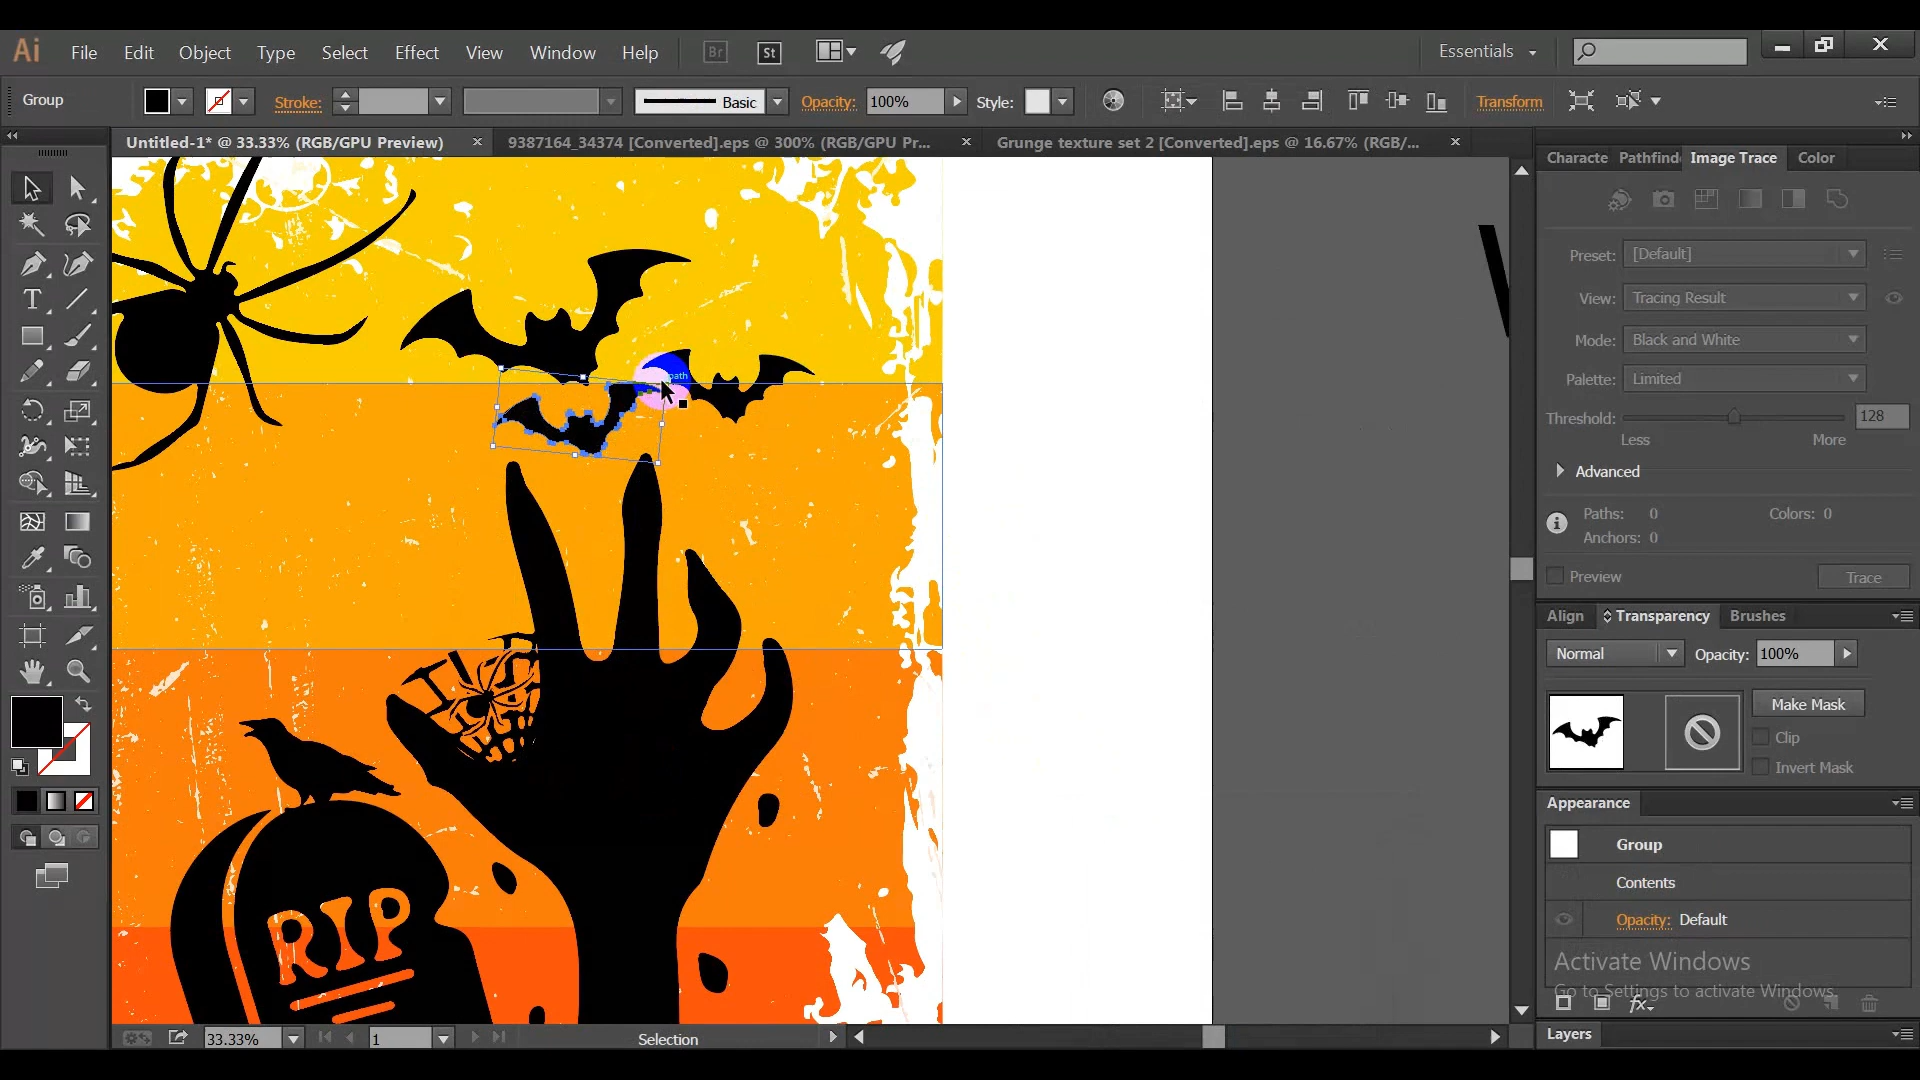 Ai File Edit Object Type Select Effect View Window Help Br St Essentials
Group Stroke: Basic Opacity: 100% Style: Transform
Untitled-1* @ 33.33% (RGB/GPU Preview) × 9387164_34374 [Converted].eps @ 300% (RGB/GPU Pr... × Grunge texture set 2 [Converted].eps @ 16.67% (RGB/... ×
Characte Pathfind Image Trace Color
Preset: [Default]
View: Tracing Result
Mode: Black and White
Palette: Limited
Threshold: 128
Less More
Advanced
Paths: 0 Colors: 0
Anchors: 0
Preview Trace
Align Transparency Brushes
Normal Opacity: 100%
Make Mask
Clip
Invert Mask
Appearance
Group
Contents
Opacity: Default
Activate Windows
Go to Settings to activate Windows.
fx
Layers
path
RIP
33.33% 1 Selection